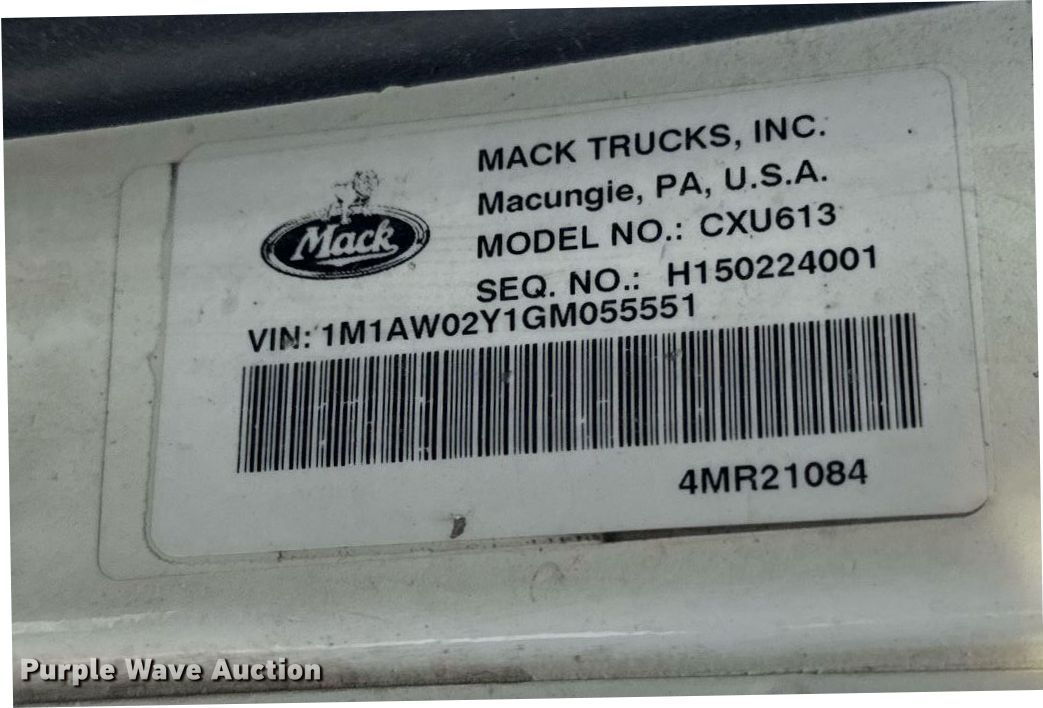 MACK TRUCKS, INC.
Macungie, PA, U.S.A.
MODEL NO.: CXU613
SEQ. NO.: H150224001
Mack
VIN: 1M1AW02Y1GM055551
4MR21084
Purple Wave Auction